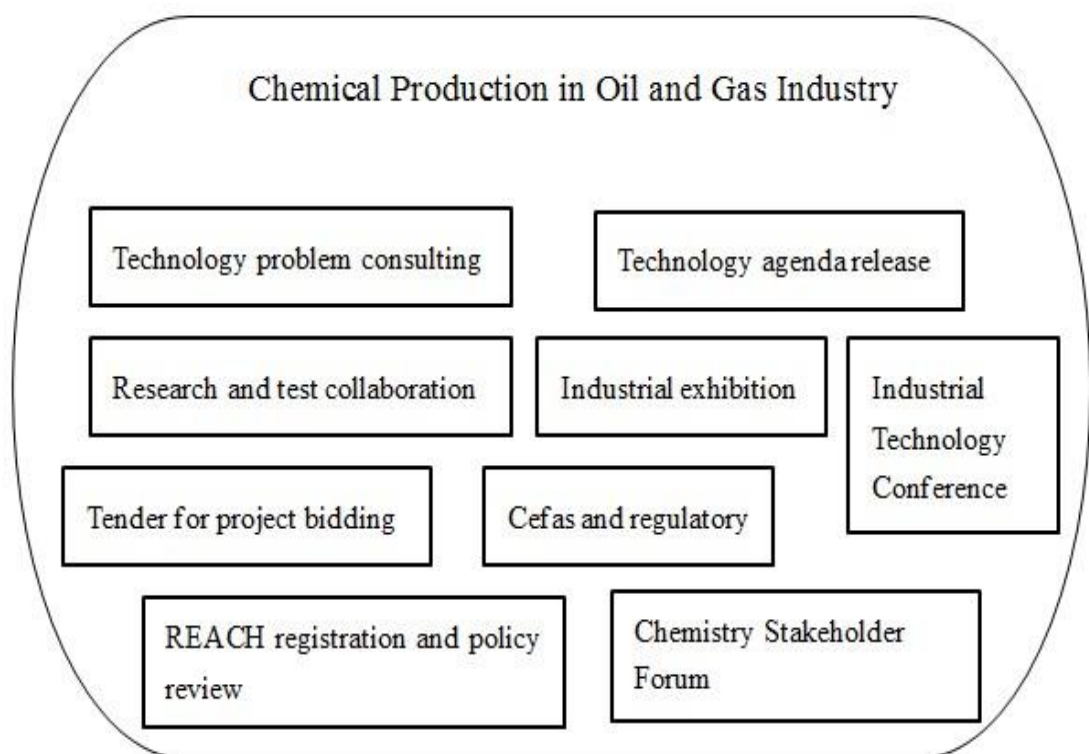 Chemical Production in Oil and Gas Industry
Technology problem consulting
Technology agenda release
Research and test collaboration
Industrial exhibition
Industrial
Technology
Conference
Tender for project bidding
Cefas and regulatory
REACH registration and policy
review
Chemistry Stakeholder
Forum